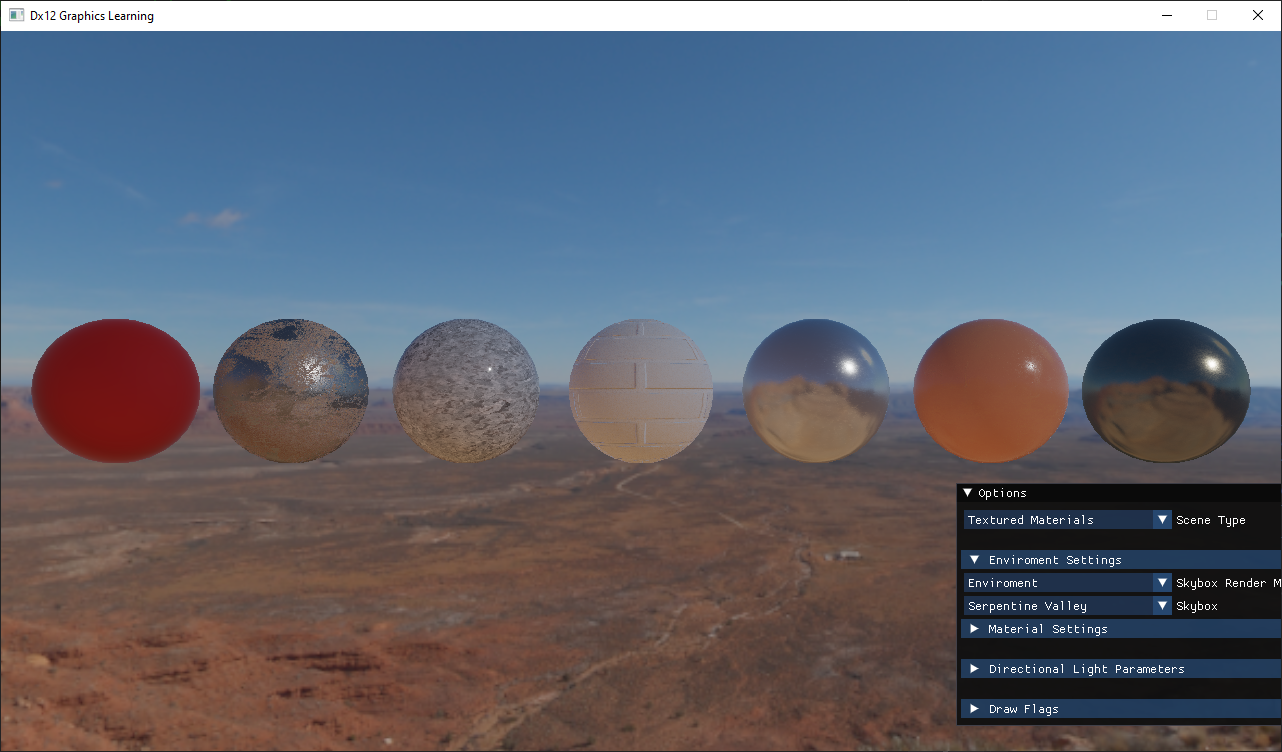 Dx12 Graphics Learning
Options
Textured Materials Scene Type
Enviroment Settings
Enviroment Skybox Render M
Serpentine Valley Skybox
Material Settings
Directional Light Parameters
Draw Flags